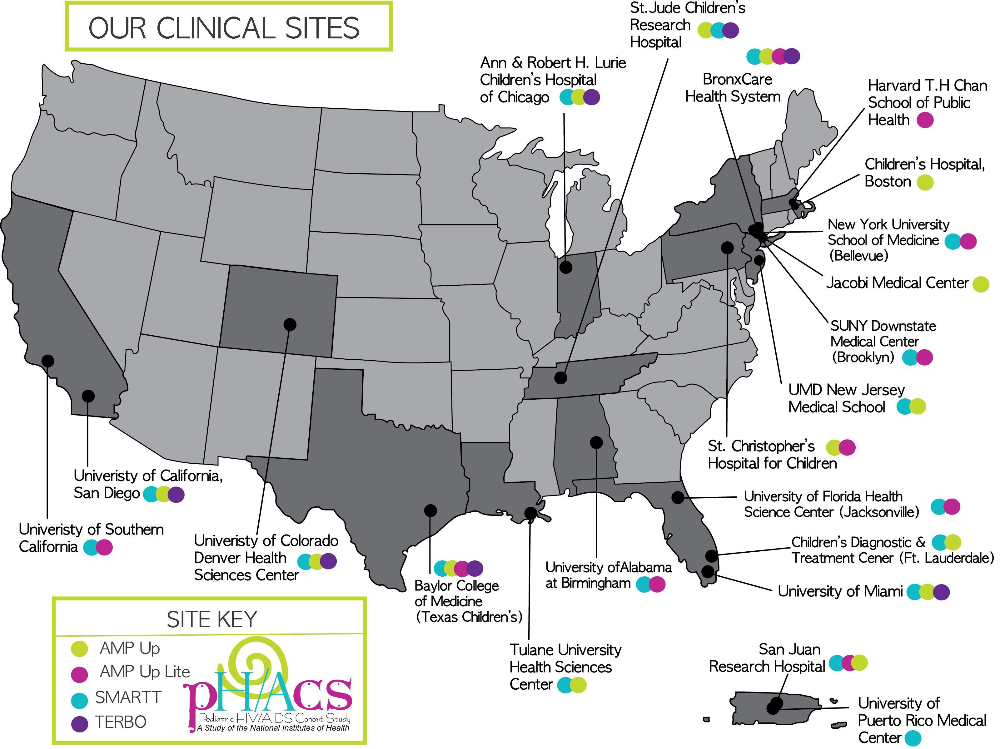 OUR CLINICAL SITES
St.Jude Children's
Research
Hospital
Ann & Robert H. Lurie
Children's Hospital
of Chicago
BronxCare
Health System
Harvard T.H Chan
School of Public
Health
Children's Hospital,
Boston
New York University
School of Medicine
(Bellevue)
Jacobi Medical Center
SUNY Downstate
Medical Center
(Brooklyn)
UMD New Jersey
Medical School
St. Christopher's
Hospital for Children
University of Florida Health
Science Center (Jacksonville)
Children's Diagnostic &
Treatment Cener (Ft. Lauderdale)
University of Miami
Univeristy of California,
San Diego
Univeristy of Southern
California
Univeristy of Colorado
Denver Health
Sciences Center
Baylor College
of Medicine
(Texas Children's)
University ofAlabama
at Birmingham
Tulane University
Health Sciences
Center
San Juan
Research Hospital
University of
Puerto Rico Medical
Center
SITE KEY
AMP Up
AMP Up Lite
SMARTT
TERBO
pHIACS
Pediatric HIV/AIDS Cohort Study
A Study of the National Institutes of Health